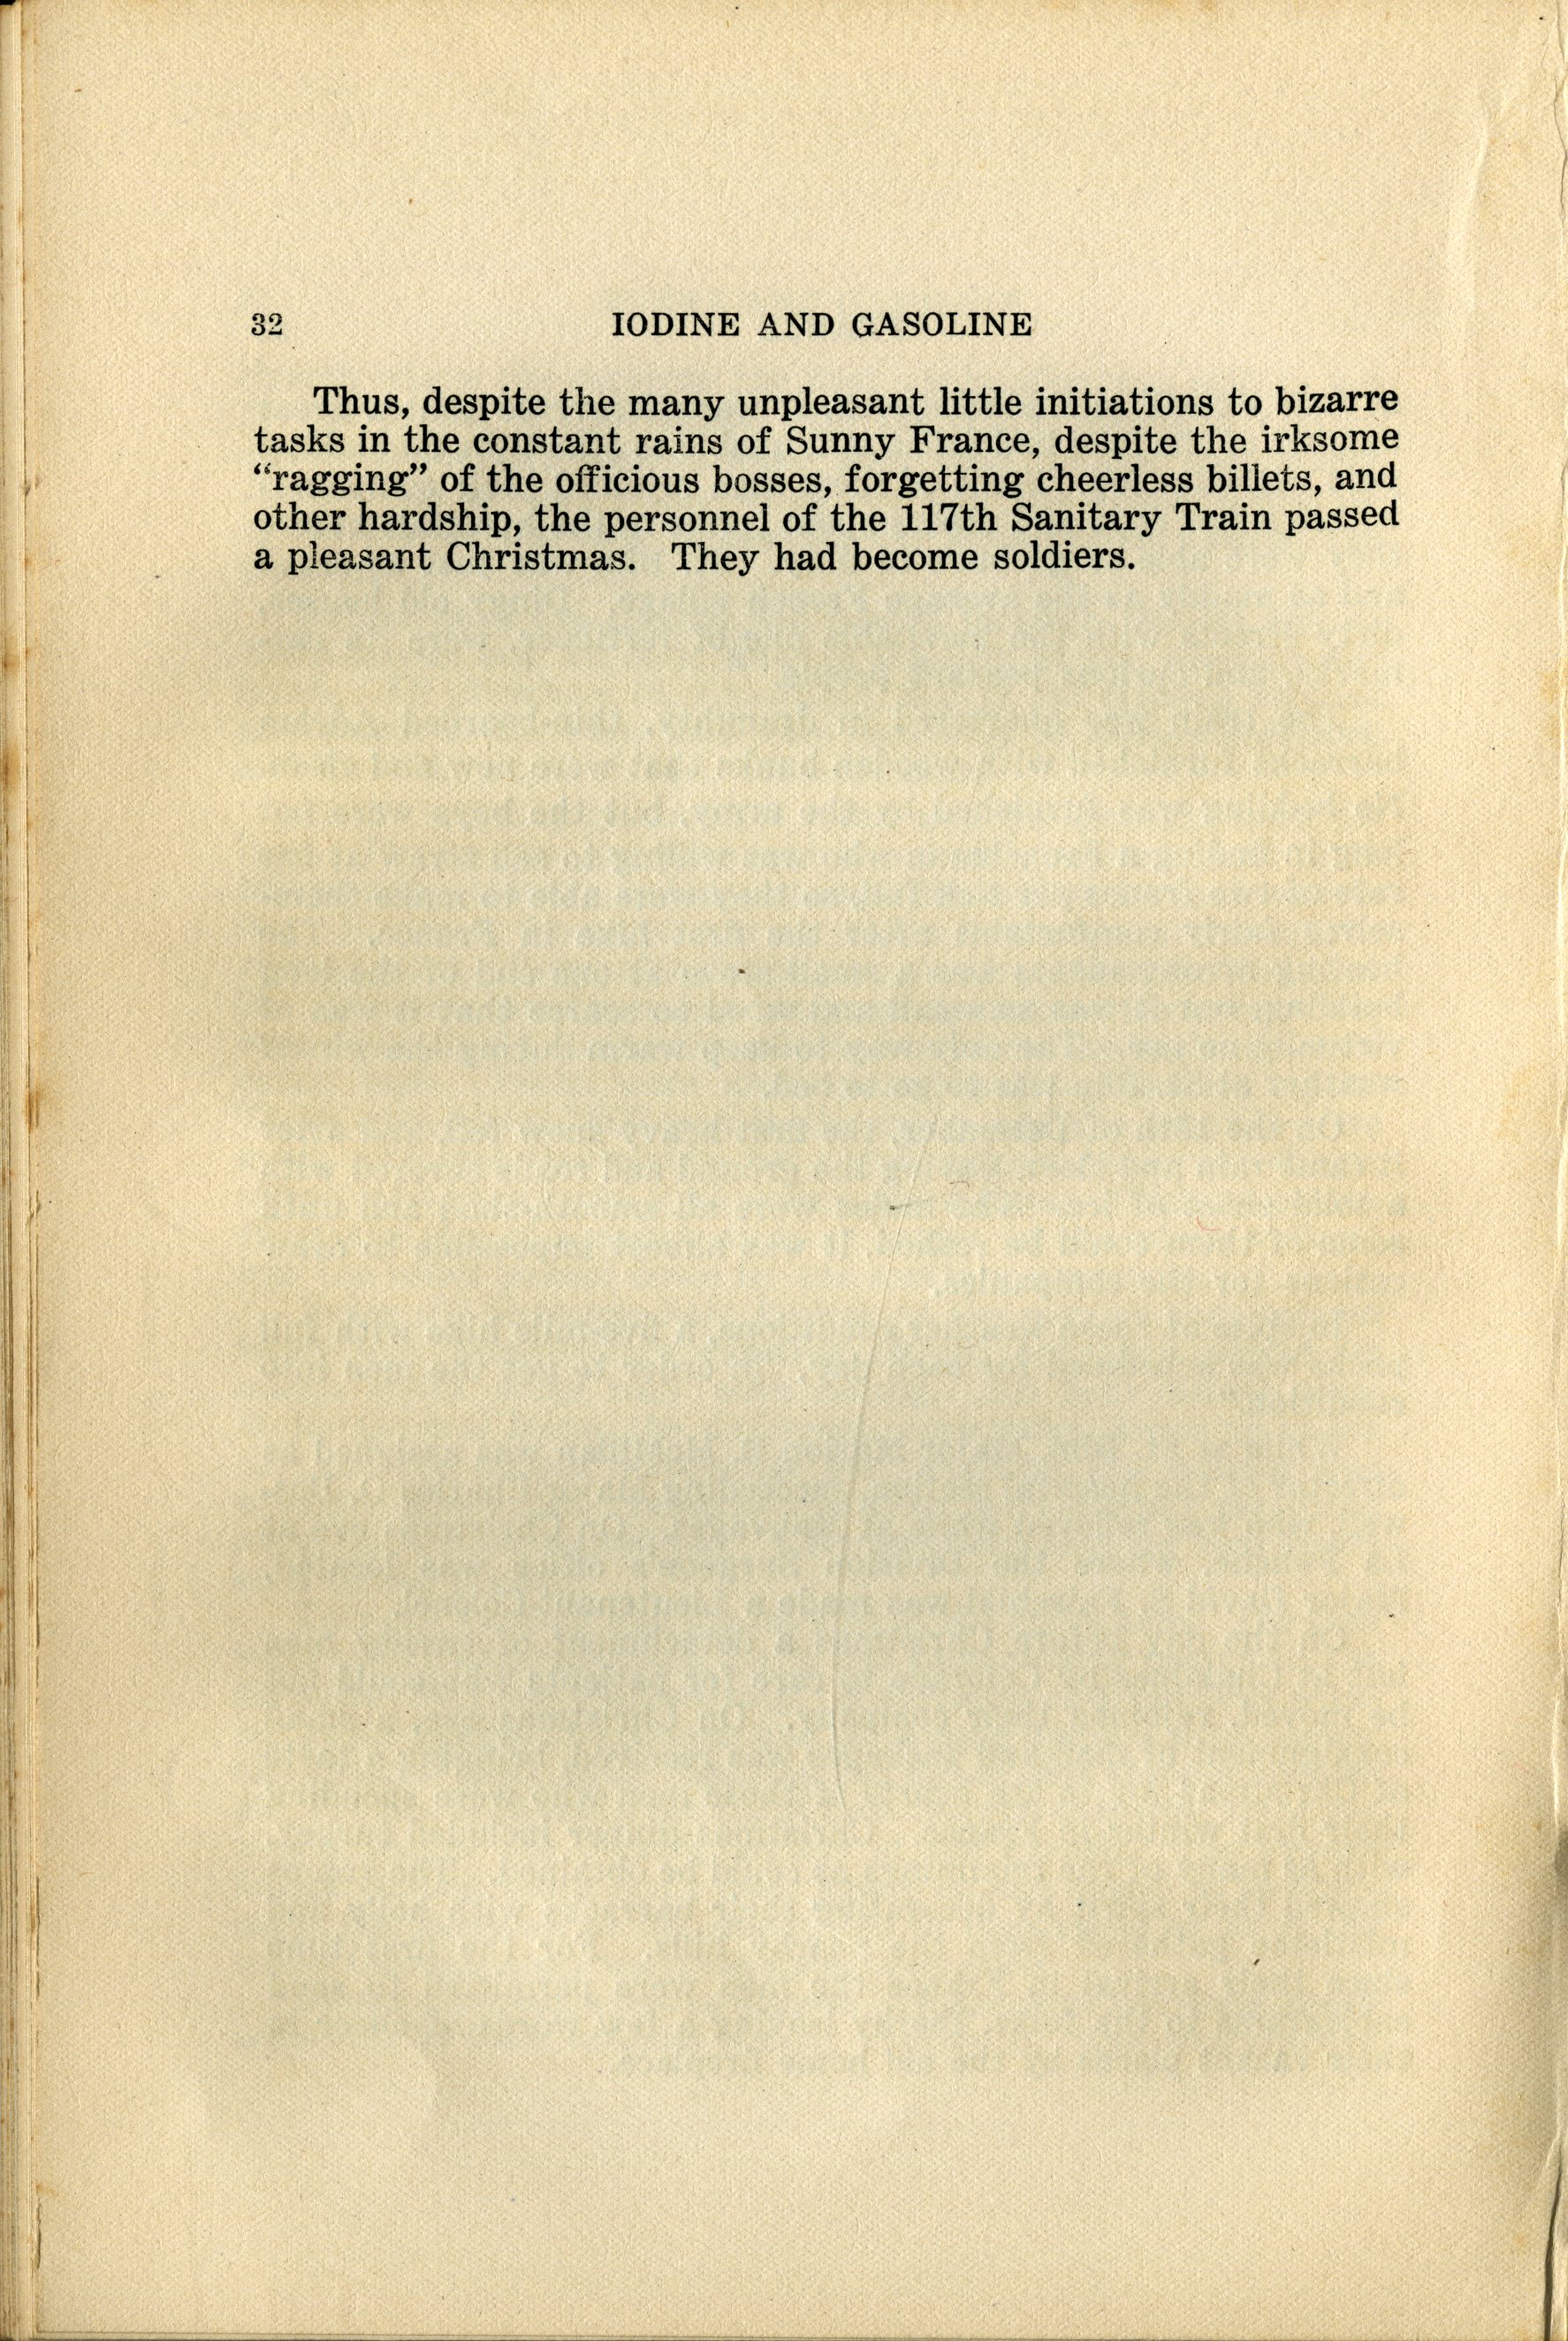 32 IODINE AND GASOLINE
Thus, despite the many unpleasant little initiations to bizarre
tasks in the constant rains of Sunny France, despite the irksome
“ragging” of the officious bosses, forgetting cheerless billets, and
other hardship, the personnel of the 117th Sanitary Train passed
a pleasant Christmas. They had become soldiers.